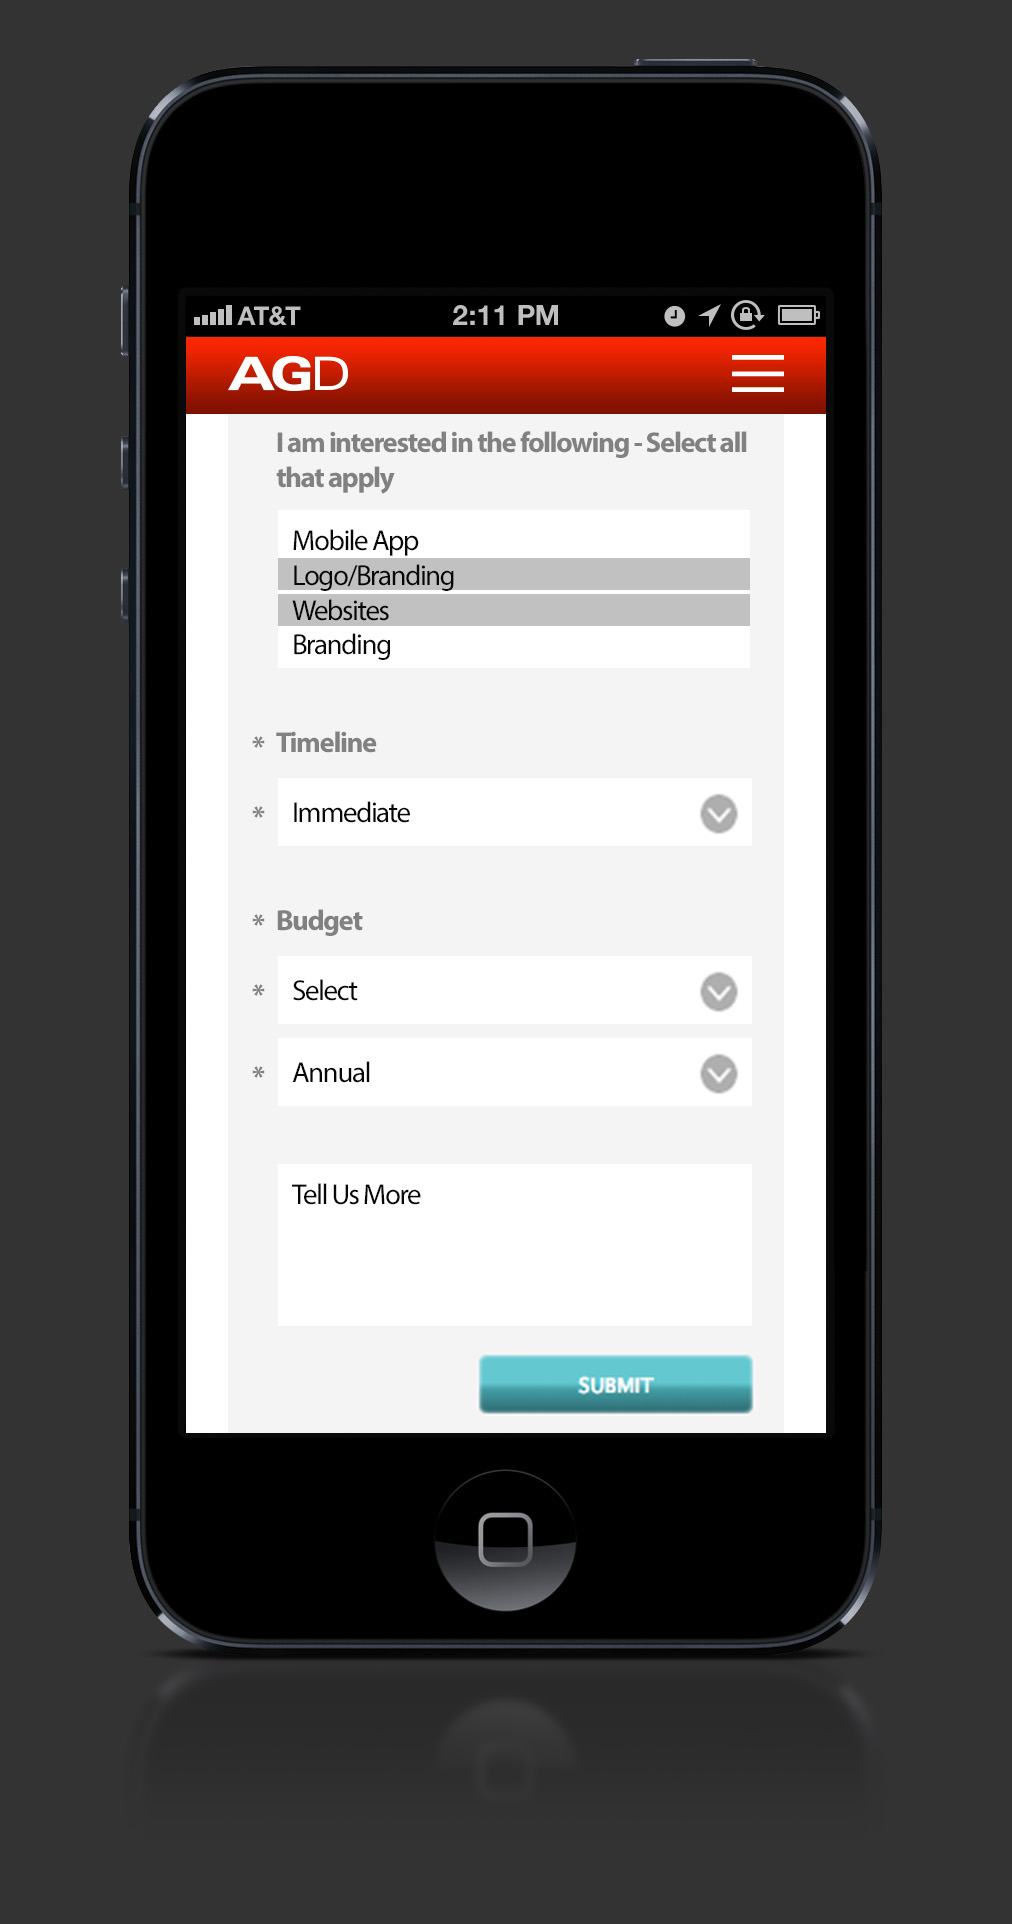 AT&T 2:11 PM
AGD
I am interested in the following - Select all
that apply
Mobile App
Logo/Branding
Websites
Branding
* Timeline
* Immediate
* Budget
* Select
* Annual
Tell Us More
SUBMIT